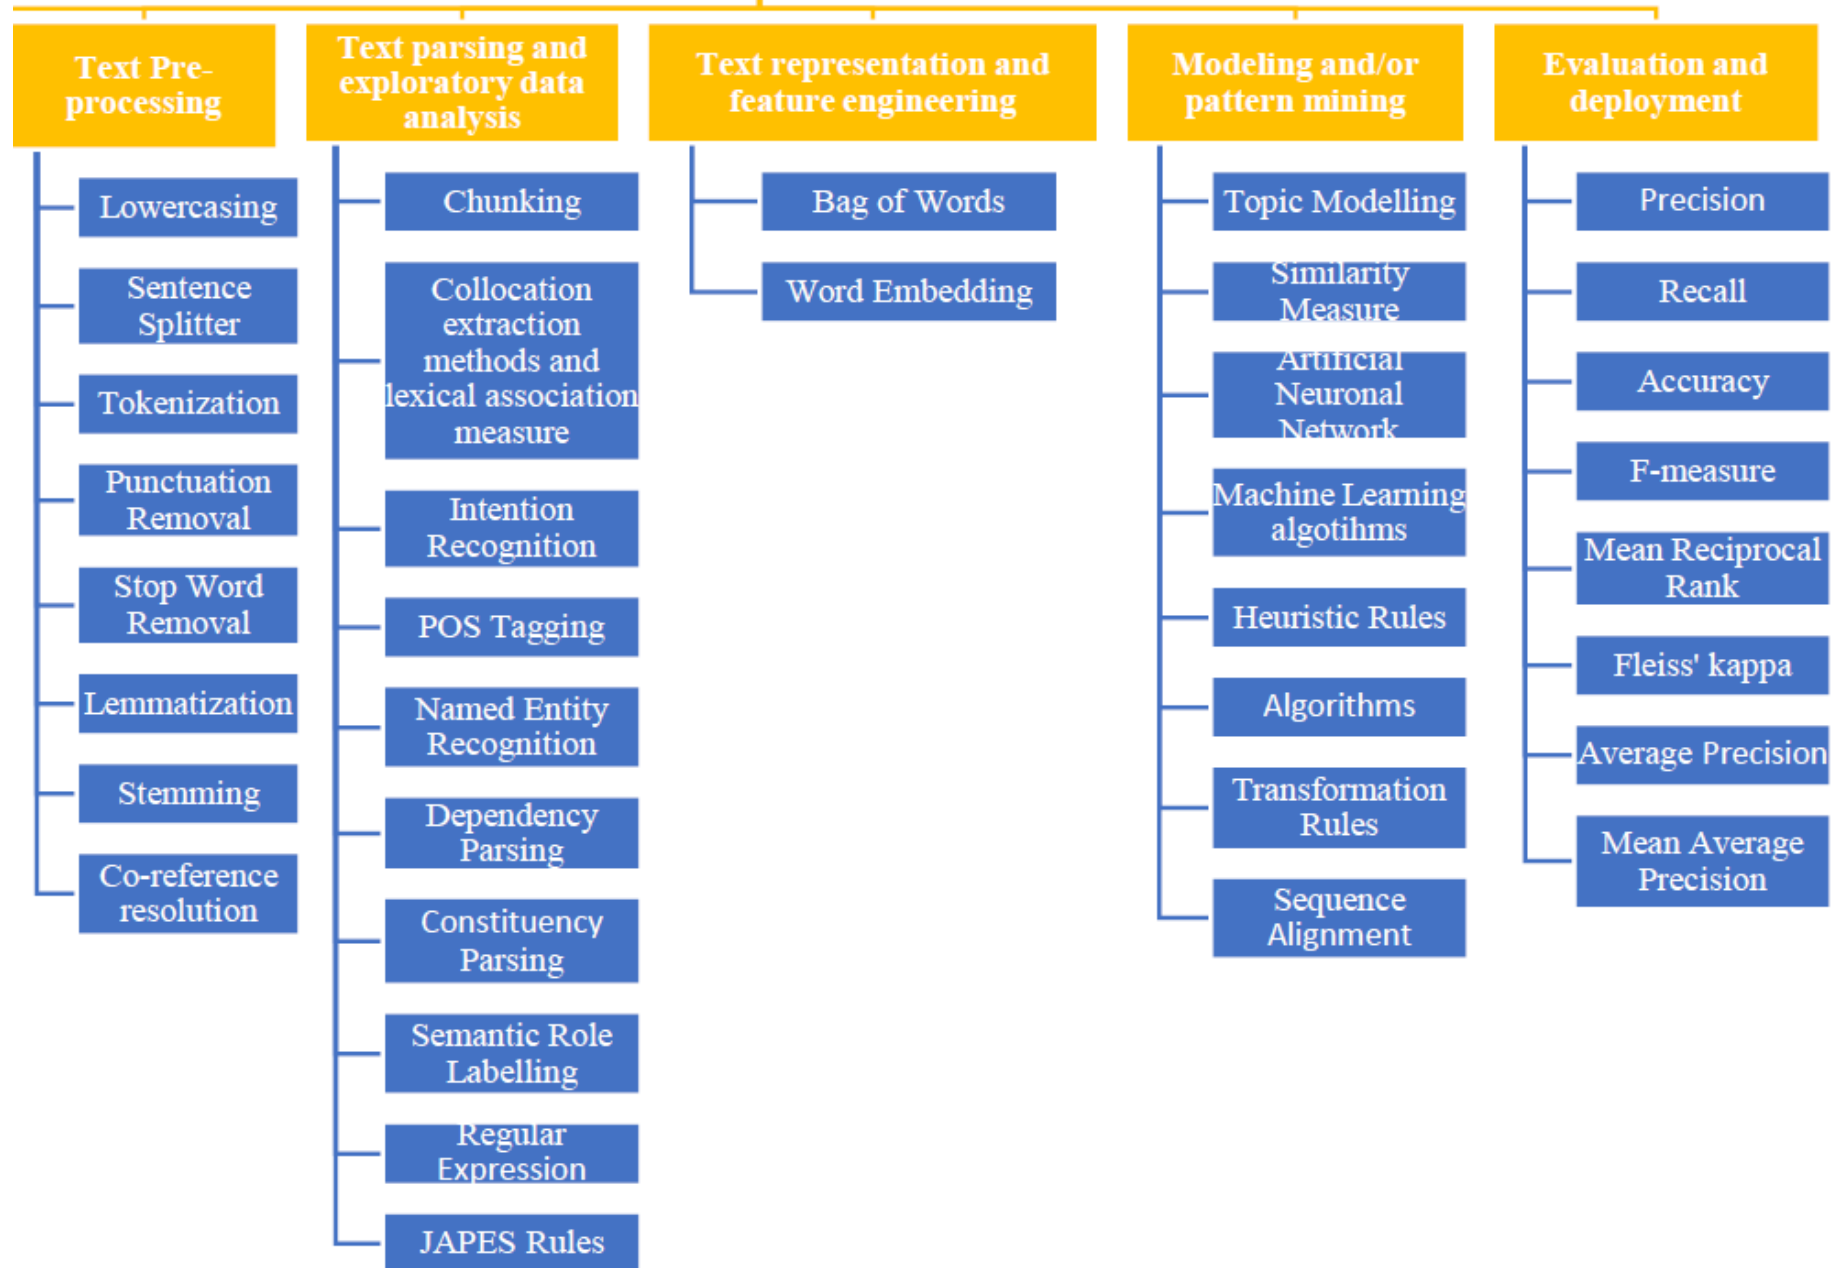 Text Pre-
processing
Lowercasing
Sentence
Splitter
Tokenization
Punctuation
Removal
Stop Word
Removal
Lemmatization
Stemming
Co-reference
resolution
Text parsing and
exploratory data
analysis
Chunking
Collocation
extraction
methods and
lexical association
measure
Intention
Recognition
POS Tagging
Named Entity
Recognition
Dependency
Parsing
Constituency
Parsing
Semantic Role
Labelling
Regular
Expression
JAPES Rules
Text representation and
feature engineering
Bag of Words
Word Embedding
Modeling and/or
pattern mining
Topic Modelling
Similarity
Measure
Artificial
Neuronal
Network
Machine Learning
algotihms
Heuristic Rules
Algorithms
Transformation
Rules
Sequence
Alignment
Evaluation and
deployment
Precision
Recall
Accuracy
F-measure
Mean Reciprocal
Rank
Fleiss' kappa
Average Precision
Mean Average
Precision